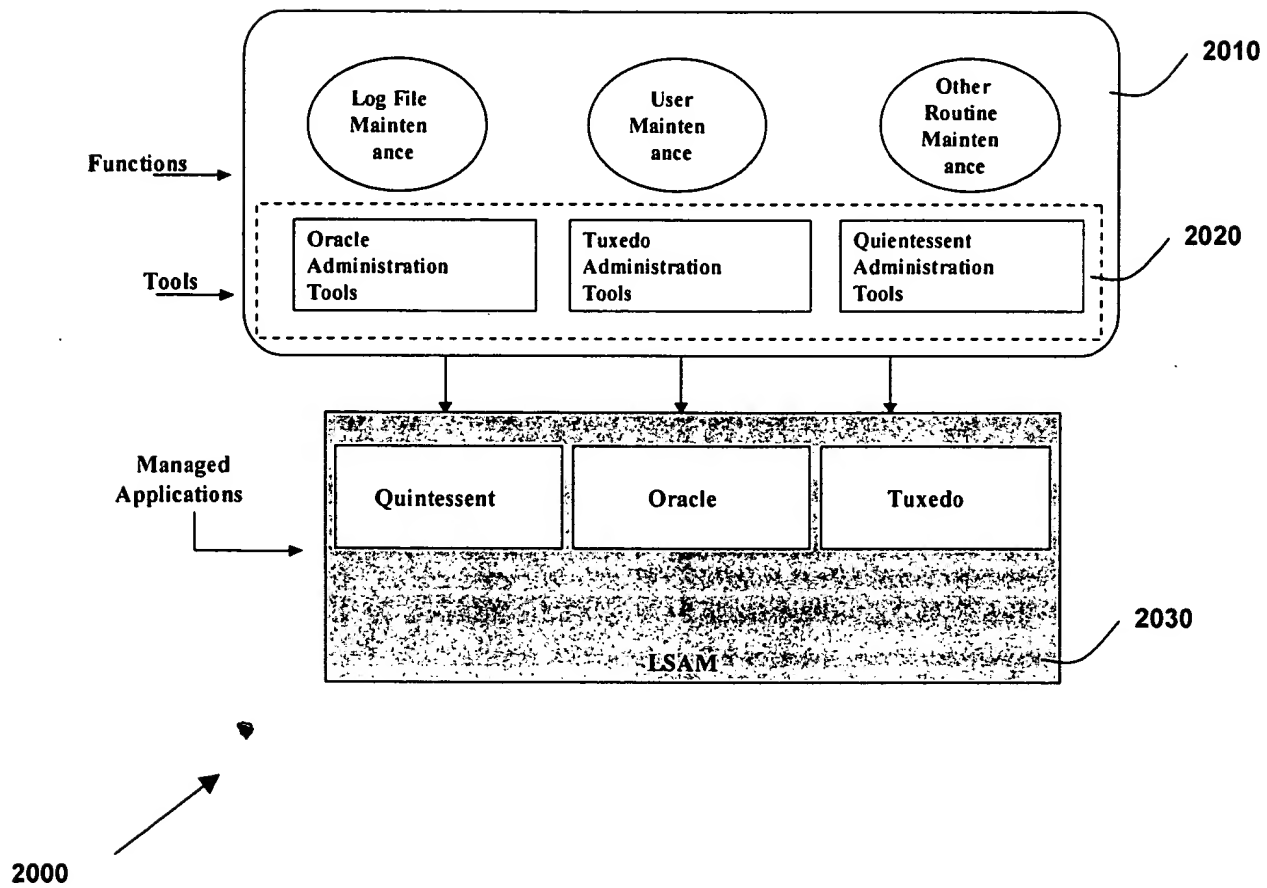 2010
Log File
Mainten
ance
User
Mainten
ance
Other
Routine
Mainten
ance
Functions
Oracle
Administration
Tools
Tuxedo
Administration
Tools
Quientessent
Administration
Tools
2020
Tools
Managed
Applications
Quintessent
Oracle
Tuxedo
2030
LSAM
2000